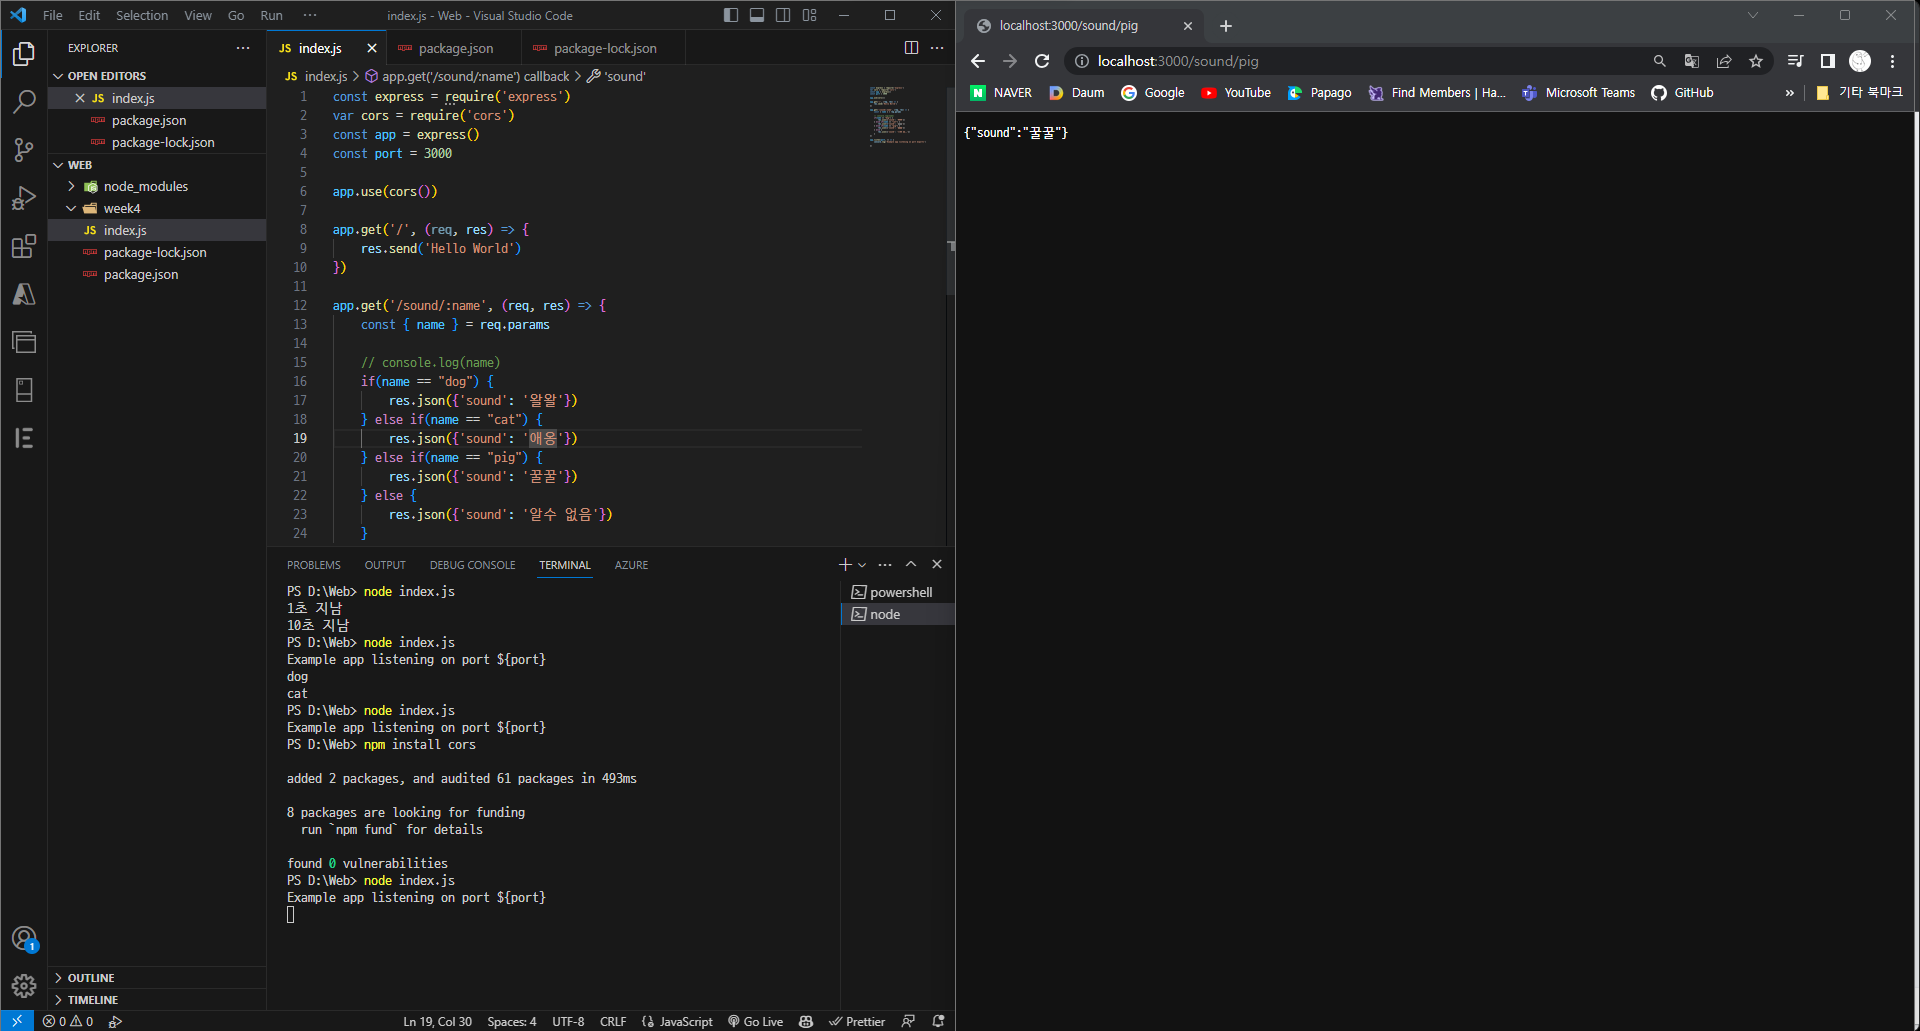 File Edit Selection View Go Run ··· index.js - Web - Visual Studio Code
EXPLORER ···
OPEN EDITORS
JS index.js
package.json
package-lock.json
WEB
node_modules
week4
JS index.js
package-lock.json
package.json
1
OUTLINE
TIMELINE
JS index.js package.json package-lock.json ···
JS index.js > app.get('/sound/:name') callback > 'sound'
1 const express = require('express')
2 var cors = require('cors')
3 const app = express()
4 const port = 3000
5
6 app.use(cors())
7
8 app.get('/', (req, res) => {
9 res.send('Hello World')
10 })
11
12 app.get('/sound/:name', (req, res) => {
13 const { name } = req.params
14
15 // console.log(name)
16 if(name == "dog") {
17 res.json({'sound': '왈왈'})
18 } else if(name == "cat") {
19 res.json({'sound': '애옹'})
20 } else if(name == "pig") {
21 res.json({'sound': '꿀꿀'})
22 } else {
23 res.json({'sound': '알수 없음'})
24 }
PROBLEMS OUTPUT DEBUG CONSOLE TERMINAL AZURE
PS D:\Web> node index.js
1초 지남
10초 지남
PS D:\Web> node index.js
Example app listening on port ${port}
dog
cat
PS D:\Web> node index.js
Example app listening on port ${port}
PS D:\Web> npm install cors
added 2 packages, and audited 61 packages in 493ms
8 packages are looking for funding
run `npm fund` for details
found 0 vulnerabilities
PS D:\Web> node index.js
Example app listening on port ${port}
powershell
node
0 0 Ln 19, Col 30 Spaces: 4 UTF-8 CRLF {} JavaScript Go Live Prettier
localhost:3000/sound/pig
localhost:3000/sound/pig
N NAVER D Daum G Google YouTube Papago Find Members | Ha... Microsoft Teams GitHub » 기타 북마크
{"sound":"꿀꿀"}